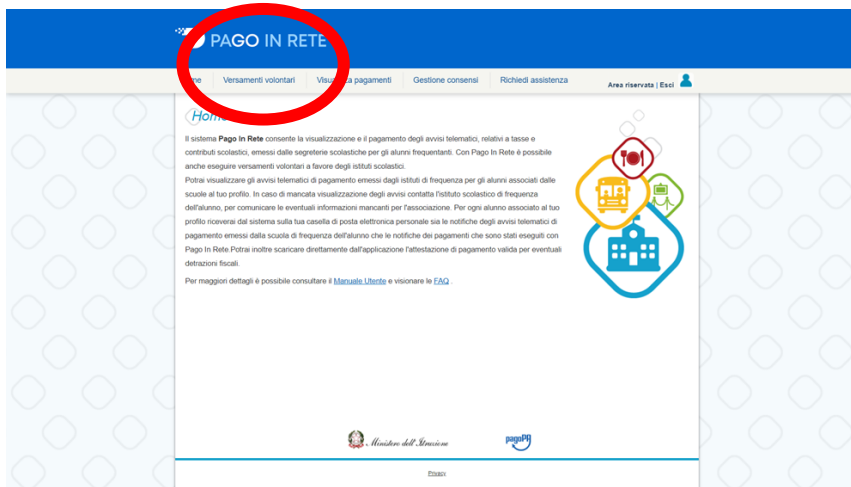 PAGO IN RETE
Versamenti volontari
pagamenti
Gestione consensi
Richiedi assistenza
Area riservata | Esci
Il sistema Pago In Rete consente la visualizzazione e il pagamento degli avvisi telematici, relativi a tasse e
contributi scolastici, emessi dalle segreterie scolastiche per gli alunni frequentanti. Con Pago In Rete è possibile
anche eseguire versamenti volontari a favore degli istituti scolastici.
Potrai visualizzare gli avvisi telematici di pagamento emessi dagli istituti di frequenza per gli alunni associati dalle
scuole al tuo profilo. In caso di mancata visualizzazione degli avvisi contatta l'istituto scolastico di frequenza
dell'alunno, per comunicare le eventuali informazioni mancanti per l'associazione. Per ogni alunno associato al tuo
profilo riceverai dal sistema sulla tua casella di posta elettronica personale sia le notifiche degli avvisi telematici di
pagamento emessi dalla scuola di frequenza dell'alunno che le notifiche dei pagamenti che sono stati eseguiti con
Pago In Rete.Potrai inoltre scaricare direttamente dall'applicazione l'attestazione di pagamento valida per eventuali
detrazioni fiscali.
Per maggiori dettagli è possibile consultare il Manuale Utente e visionare le FAQ .
Ministero dell'Istruzione
pagoPA
Privacy